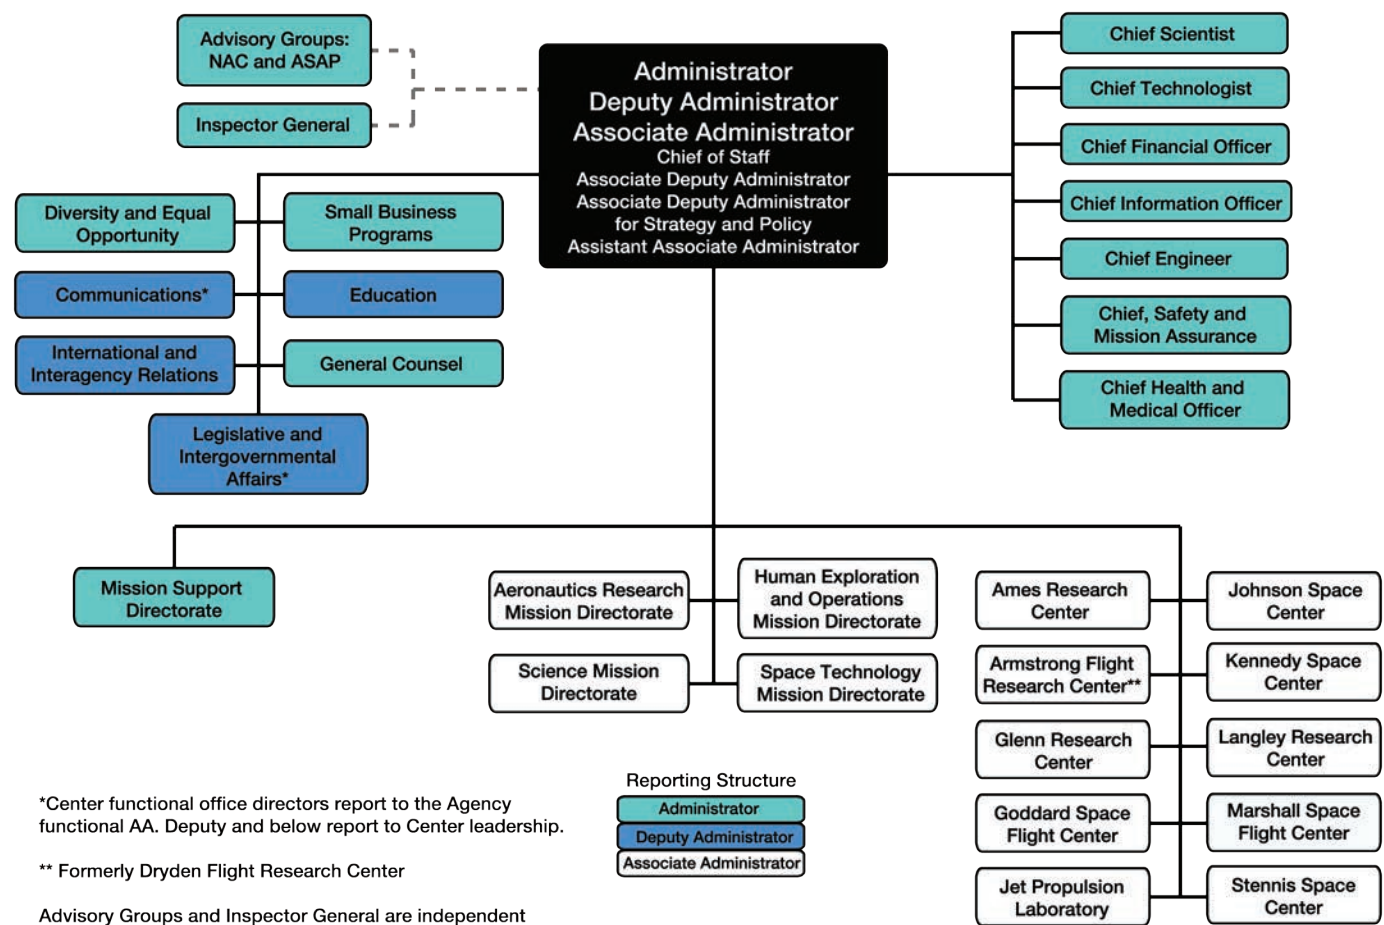 Advisory Groups:
NAC and ASAP
Inspector General
Administrator
Deputy Administrator
Associate Administrator
Chief of Staff
Associate Deputy Administrator
Associate Deputy Administrator
for Strategy and Policy
Assistant Associate Administrator
Chief Scientist
Chief Technologist
Chief Financial Officer
Chief Information Officer
Chief Engineer
Chief, Safety and
Mission Assurance
Chief Health and
Medical Officer
Diversity and Equal
Opportunity
Small Business
Programs
Communications*
Education
International and
Interagency Relations
General Counsel
Legislative and
Intergovernmental
Affairs*
Mission Support
Directorate
Aeronautics Research
Mission Directorate
Human Exploration
and Operations
Mission Directorate
Science Mission
Directorate
Space Technology
Mission Directorate
Ames Research
Center
Johnson Space
Center
Armstrong Flight
Research Center**
Kennedy Space
Center
Glenn Research
Center
Langley Research
Center
Goddard Space
Flight Center
Marshall Space
Flight Center
Jet Propulsion
Laboratory
Stennis Space
Center
Reporting Structure
Administrator
Deputy Administrator
Associate Administrator
*Center functional office directors report to the Agency
functional AA. Deputy and below report to Center leadership.
** Formerly Dryden Flight Research Center
Advisory Groups and Inspector General are independent